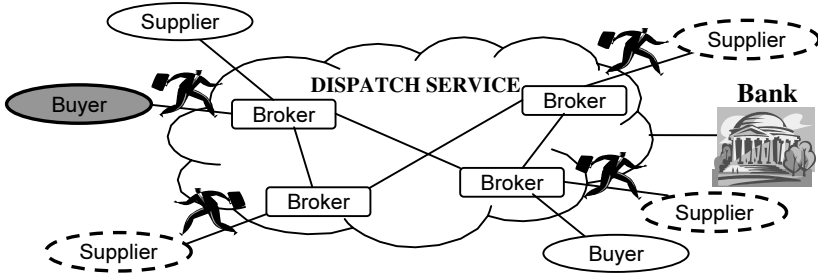 Supplier
Supplier
DISPATCH SERVICE
Bank
Buyer
Broker
Broker
Broker
Broker
Supplier
Supplier
Buyer